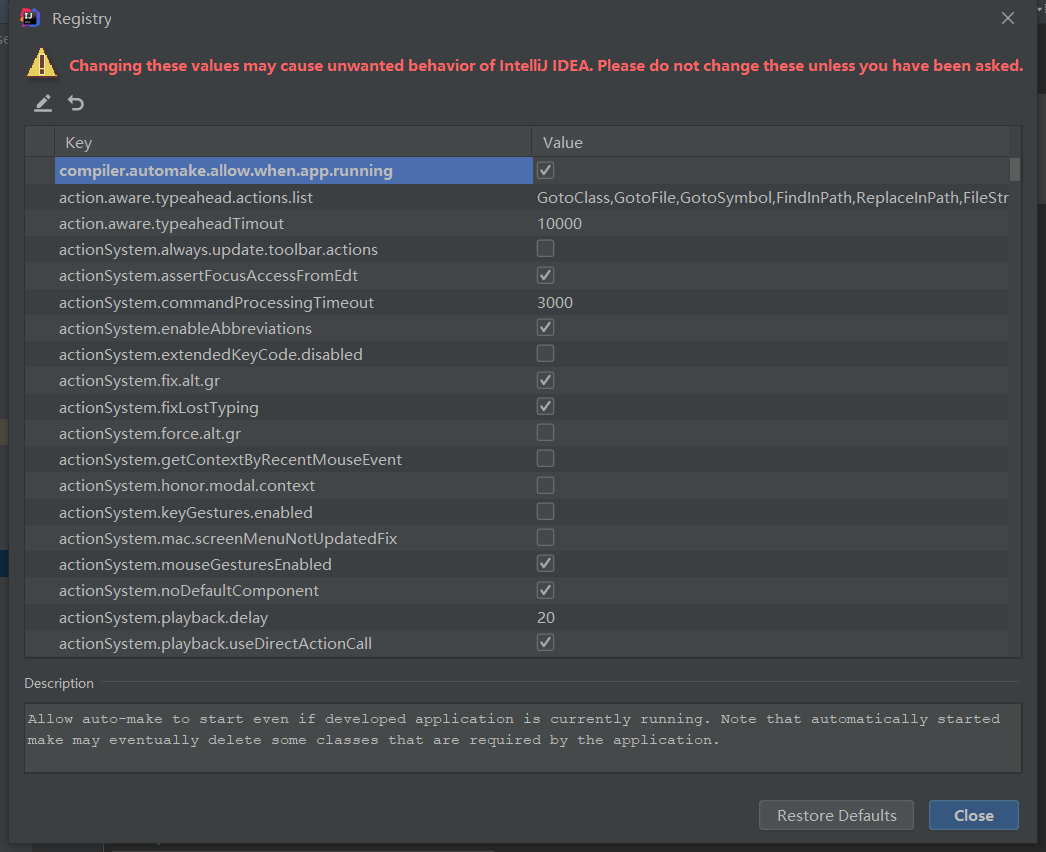 Registry
Changing these values may cause unwanted behavior of IntelliJ IDEA. Please do not change these unless you have been asked.
Key Value
compiler.automake.allow.when.app.running
action.aware.typeahead.actions.list GotoClass,GotoFile,GotoSymbol,FindInPath,ReplaceInPath,FileStr
action.aware.typeaheadTimout 10000
actionSystem.always.update.toolbar.actions
actionSystem.assertFocusAccessFromEdt
actionSystem.commandProcessingTimeout 3000
actionSystem.enableAbbreviations
actionSystem.extendedKeyCode.disabled
actionSystem.fix.alt.gr
actionSystem.fixLostTyping
actionSystem.force.alt.gr
actionSystem.getContextByRecentMouseEvent
actionSystem.honor.modal.context
actionSystem.keyGestures.enabled
actionSystem.mac.screenMenuNotUpdatedFix
actionSystem.mouseGesturesEnabled
actionSystem.noDefaultComponent
actionSystem.playback.delay 20
actionSystem.playback.useDirectActionCall
Description
Allow auto-make to start even if developed application is currently running. Note that automatically started
make may eventually delete some classes that are required by the application.
Restore Defaults Close